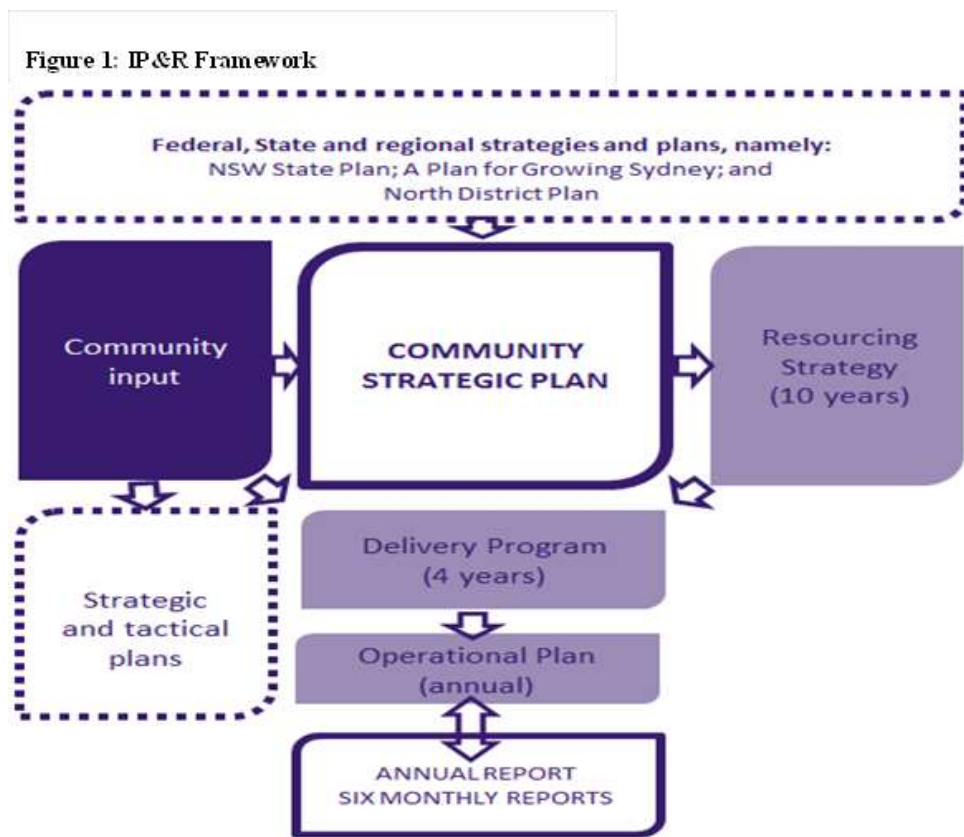 Figure 1: IP&R Framework
Federal, State and regional strategies and plans, namely:
NSW State Plan; A Plan for Growing Sydney; and
North District Plan
Community
input
COMMUNITY
STRATEGIC PLAN
Resourcing
Strategy
(10 years)
Strategic
and tactical
plans
Delivery Program
(4 years)
Operational Plan
(annual)
ANNUAL REPORT
SIX MONTHLY REPORTS